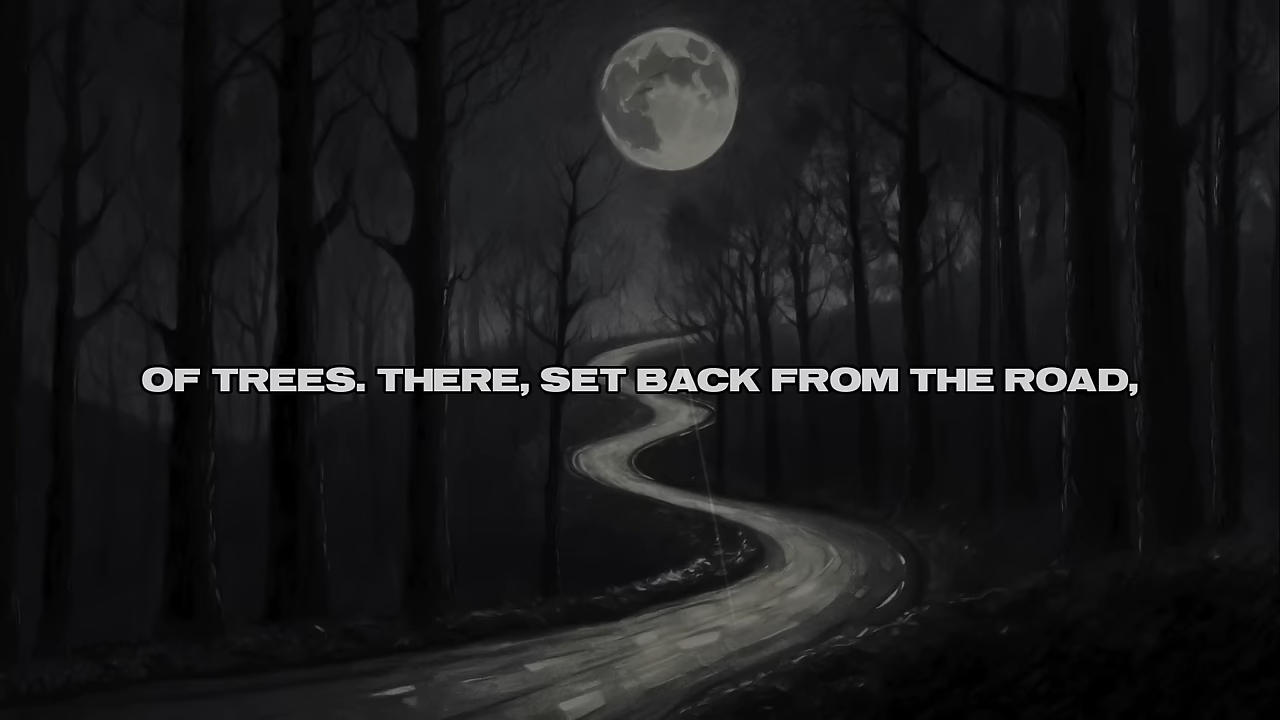 OF TREES. THERE, SET BACK FROM THE ROAD,